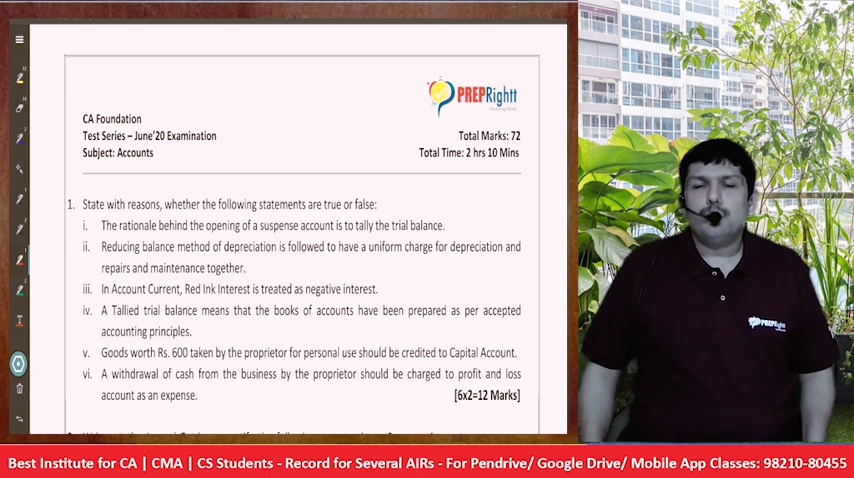 PREPRightt
CA Foundation
Test Series – June'20 Examination
Total Marks: 72
Subject: Accounts
Total Time: 2 hrs 10 Mins
1. State with reasons, whether the following statements are true or false:
i. The rationale behind the opening of a suspense account is to tally the trial balance.
ii. Reducing balance method of depreciation is followed to have a uniform charge for depreciation and
repairs and maintenance together.
iii. In Account Current, Red Ink Interest is treated as negative interest.
iv. A Tallied trial balance means that the books of accounts have been prepared as per accepted
accounting principles.
v. Goods worth Rs. 600 taken by the proprietor for personal use should be credited to Capital Account.
vi. A withdrawal of cash from the business by the proprietor should be charged to profit and loss
account as an expense. [6x2=12 Marks]
PREPRightt
Best Institute for CA | CMA | CS Students - Record for Several AIRs - For Pendrive/ Google Drive/ Mobile App Classes: 98210-80455